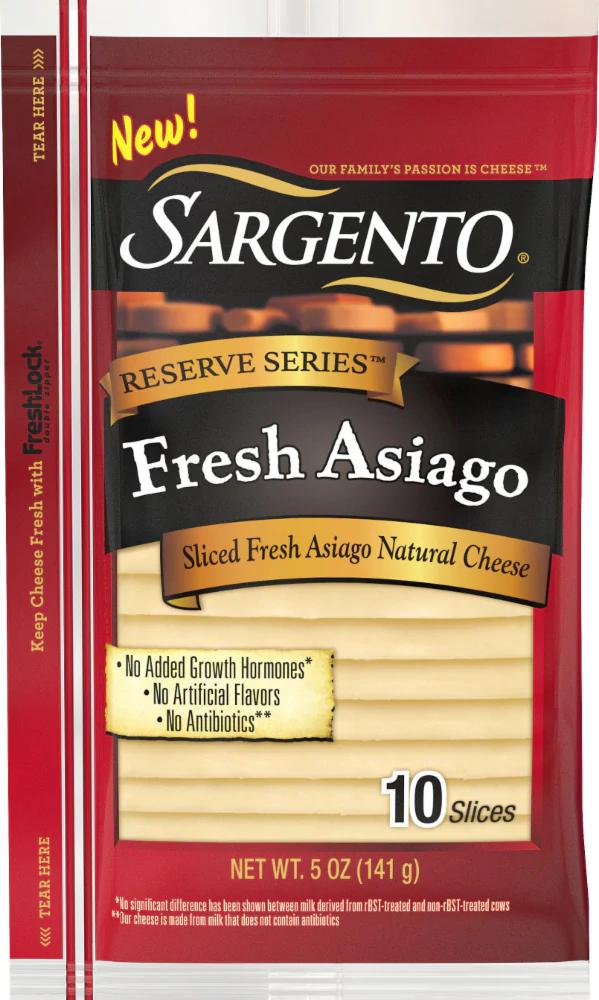 TEAR HERE >>>>
Keep Cheese Fresh with FreshLock®
double zipper
<<<< TEAR HERE
New!
OUR FAMILY'S PASSION IS CHEESE™
SARGENTO®
RESERVE SERIES™
Fresh Asiago
Sliced Fresh Asiago Natural Cheese
• No Added Growth Hormones*
• No Artificial Flavors
• No Antibiotics**
10 Slices
NET WT. 5 OZ (141 g)
*No significant difference has been shown between milk derived from rBST-treated and non-rBST-treated cows
**Our cheese is made from milk that does not contain antibiotics